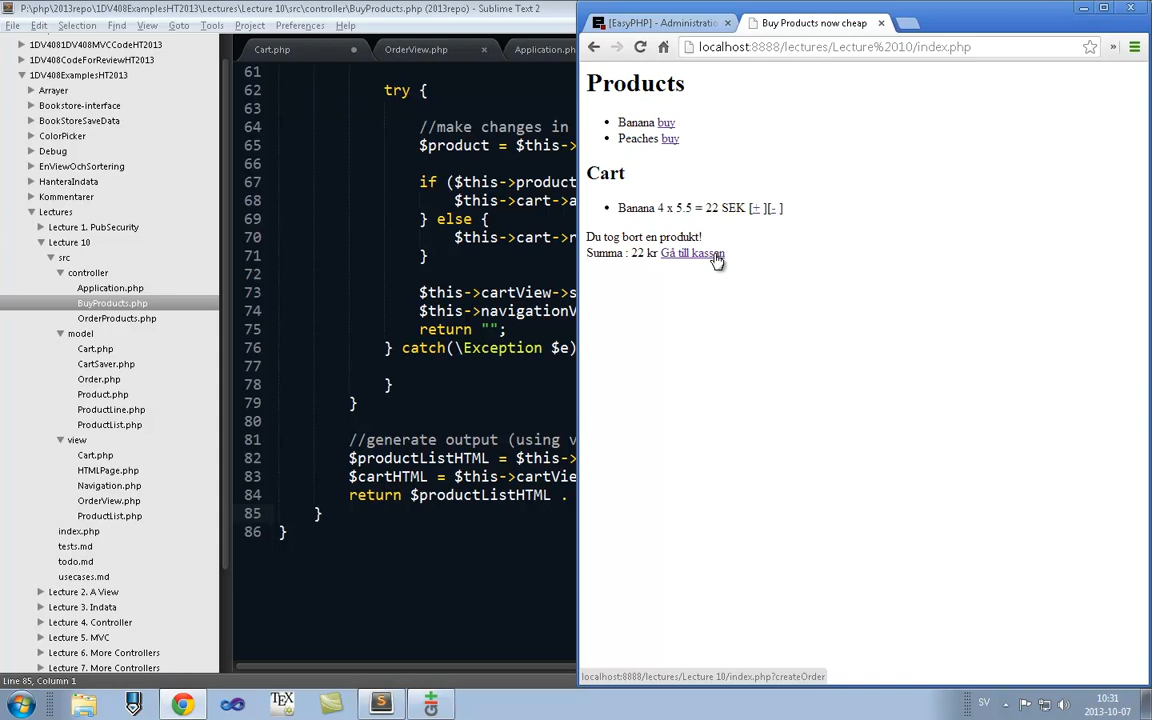 P:\php\2013repo\1DV408ExamplesHT2013\Lectures\Lecture 10\src\controller\BuyProducts.php (2013repo) - Sublime Text 2
File Edit Selection Find View Goto Tools Project Preferences Help
1DV4081DV408MVCCodeHT2013
1DV408CodeForReviewHT2013
1DV408ExamplesHT2013
Arrayer
Bookstore-interface
BookStoreSaveData
ColorPicker
Debug
EnViewOchSortering
HanteraIndata
Kommentarer
Lectures
Lecture 1. PubSecurity
Lecture 10
src
controller
Application.php
BuyProducts.php
OrderProducts.php
model
Cart.php
CartSaver.php
Order.php
Product.php
ProductLine.php
ProductList.php
view
Cart.php
HTMLPage.php
Navigation.php
OrderView.php
ProductList.php
index.php
tests.md
todo.md
usecases.md
Lecture 2. A View
Lecture 3. Indata
Lecture 4. Controller
Lecture 5. MVC
Lecture 6. More Controllers
Lecture 7. More Controllers
Line 85, Column 1
Cart.php OrderView.php Application.ph
61
62 try {
63
64 //make changes in
65 $product = $this->
66
67 if ($this->product
68 $this->cart->a
69 } else {
70 $this->cart->r
71 }
72
73 $this->cartView->s
74 $this->navigationV
75 return "";
76 } catch(\Exception $e)
77
78 }
79 }
80
81 //generate output (using v
82 $productListHTML = $this->
83 $cartHTML = $this->cartVie
84 return $productListHTML .
85 }
86 }
[EasyPHP] - Administratio
Buy Products now cheap
localhost:8888/lectures/Lecture%2010/index.php
Products
Banana buy
Peaches buy
Cart
Banana 4 x 5.5 = 22 SEK [+ ][- ]
Du tog bort en produkt!
Summa : 22 kr Gå till kassen
localhost:8888/lectures/Lecture 10/index.php?createOrder
SV
10:31
2013-10-07